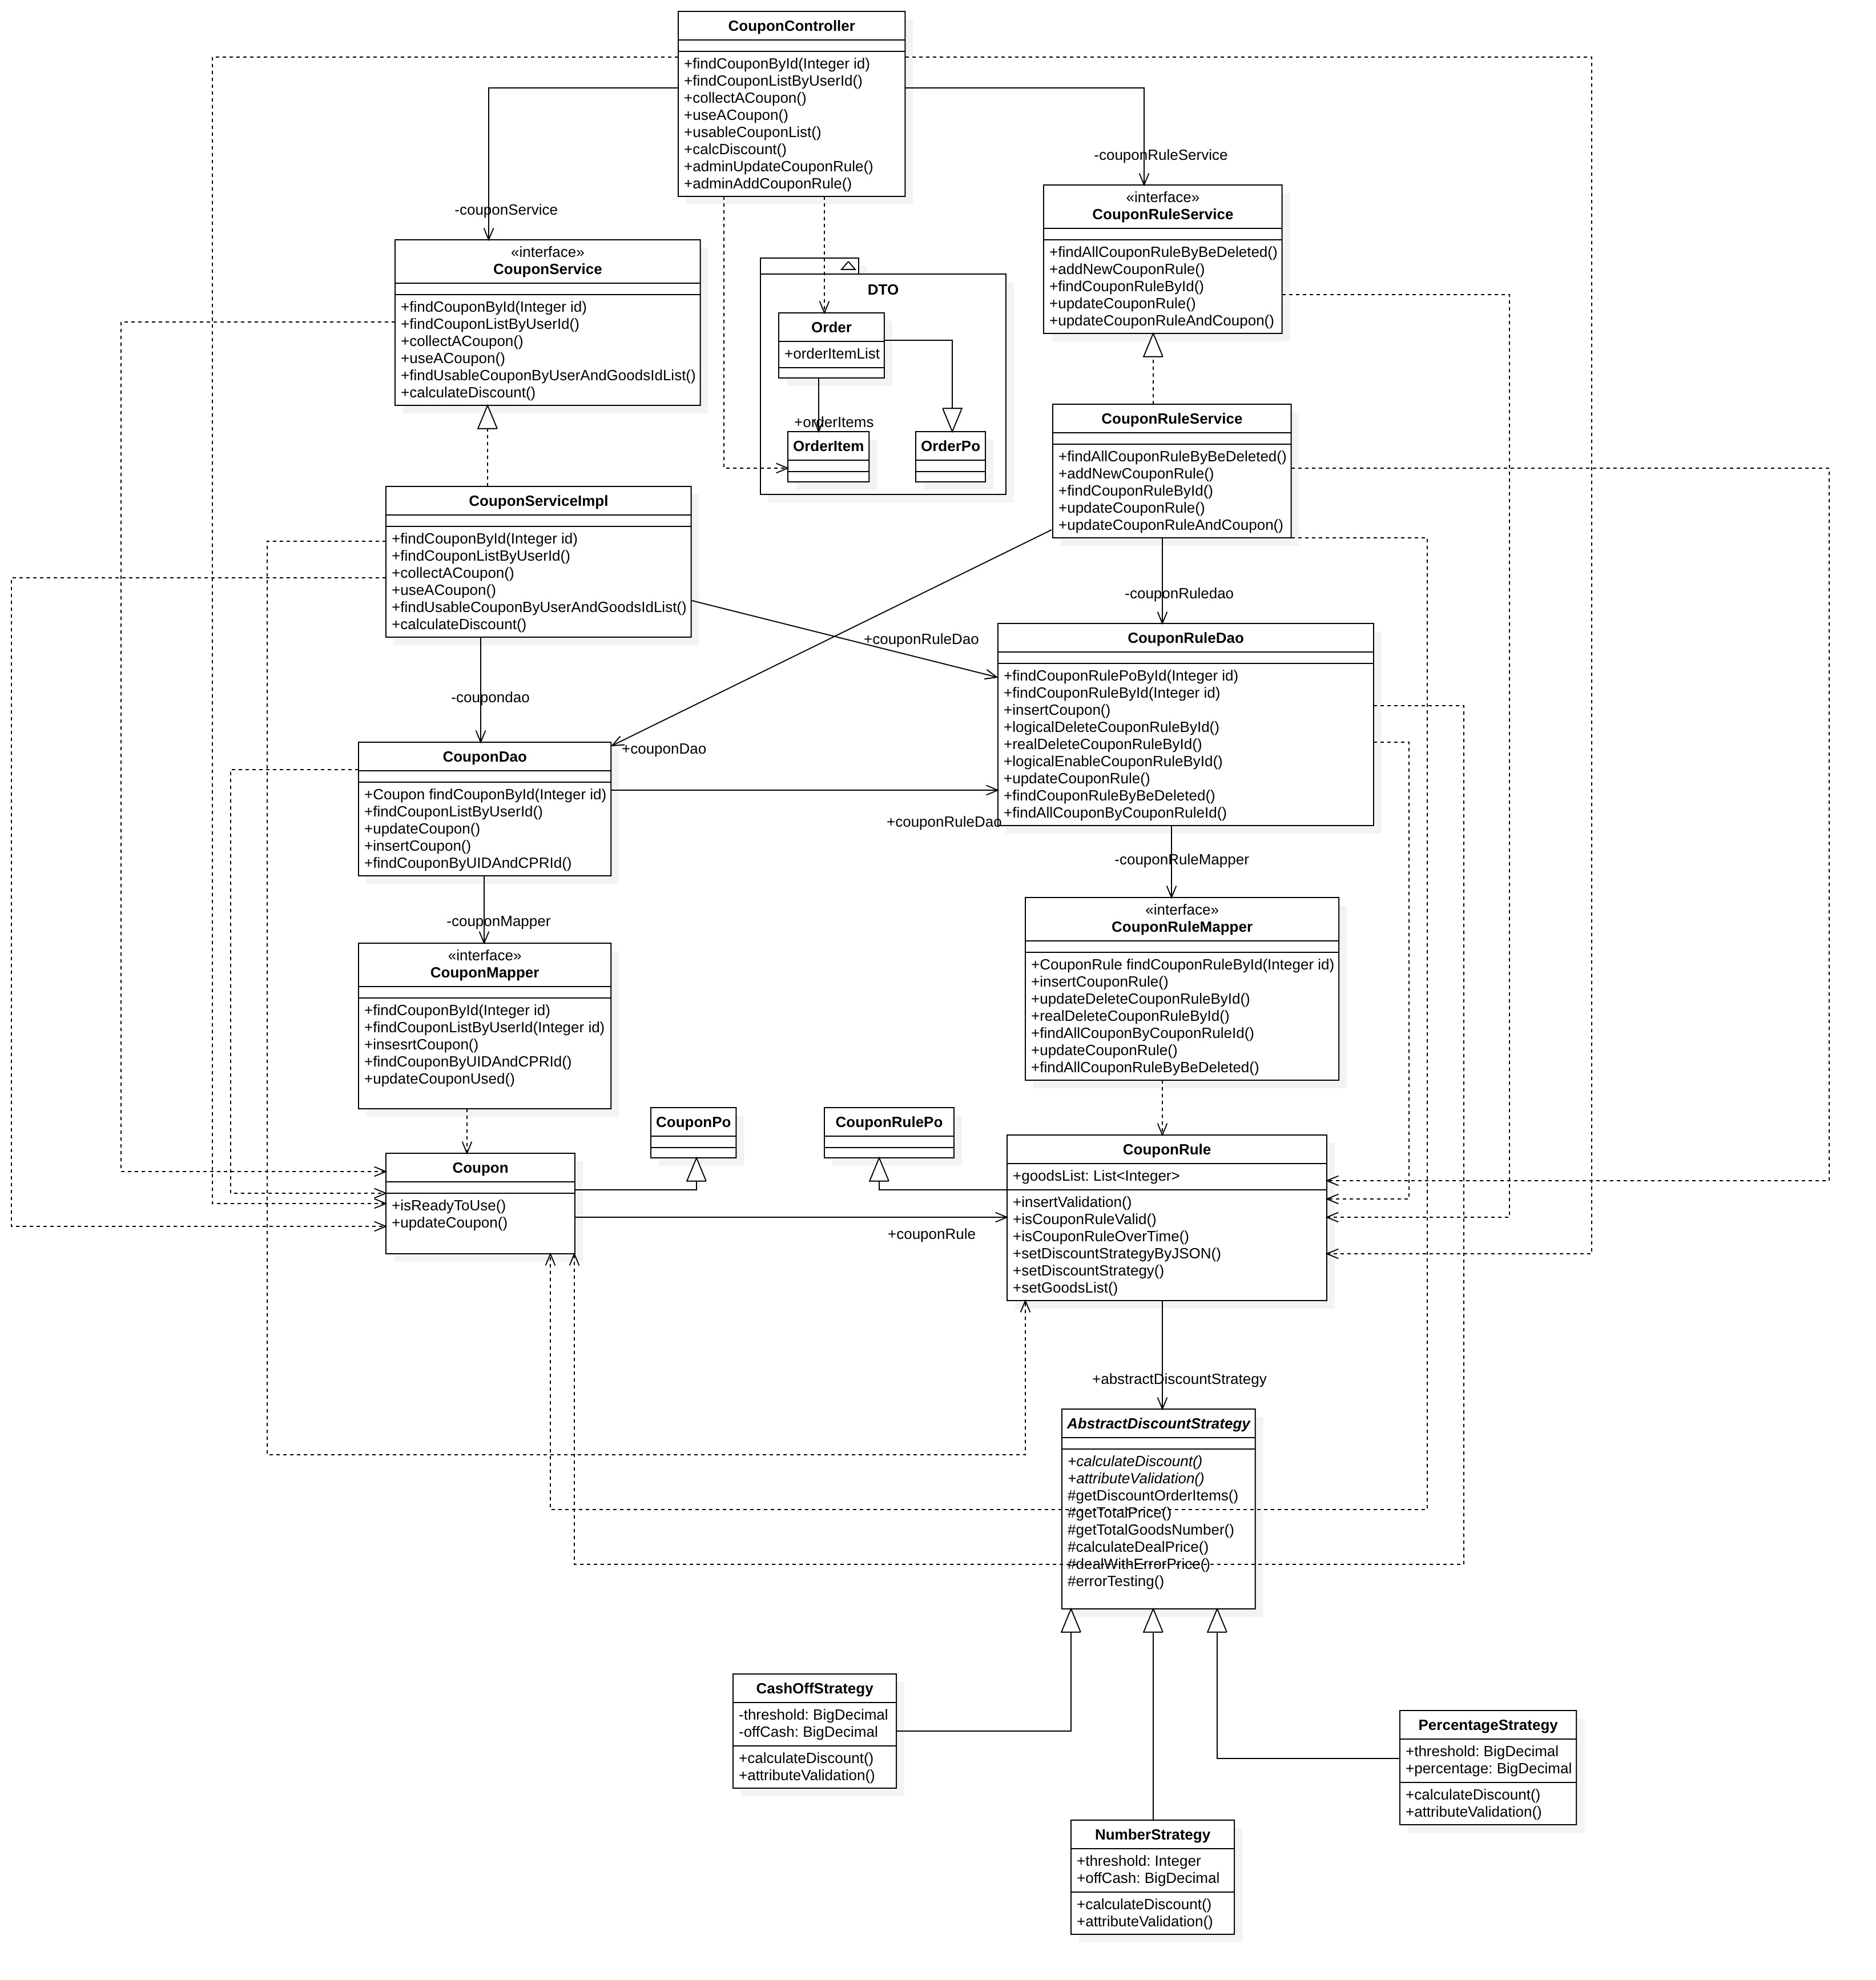 CouponController
+findCouponById(Integer id)
+findCouponListByUserId()
+collectACoupon()
+useACoupon()
+usableCouponList()
+calcDiscount()
+adminUpdateCouponRule()
+adminAddCouponRule()
-couponRuleService
-couponService
«interface»
CouponService
+findCouponById(Integer id)
+findCouponListByUserId()
+collectACoupon()
+useACoupon()
+findUsableCouponByUserAndGoodsIdList()
+calculateDiscount()
«interface»
CouponRuleService
+findAllCouponRuleByBeDeleted()
+addNewCouponRule()
+findCouponRuleById()
+updateCouponRule()
+updateCouponRuleAndCoupon()
DTO
Order
+orderItemList
+orderItems
OrderItem
OrderPo
CouponRuleService
+findAllCouponRuleByBeDeleted()
+addNewCouponRule()
+findCouponRuleById()
+updateCouponRule()
+updateCouponRuleAndCoupon()
CouponServiceImpl
+findCouponById(Integer id)
+findCouponListByUserId()
+collectACoupon()
+useACoupon()
+findUsableCouponByUserAndGoodsIdList()
+calculateDiscount()
-couponRuledao
+couponRuleDao
-coupondao
+couponDao
CouponRuleDao
+findCouponRulePoById(Integer id)
+findCouponRuleById(Integer id)
+insertCoupon()
+logicalDeleteCouponRuleById()
+realDeleteCouponRuleById()
+logicalEnableCouponRuleById()
+updateCouponRule()
+findCouponRuleByBeDeleted()
+findAllCouponByCouponRuleId()
CouponDao
+Coupon findCouponById(Integer id)
+findCouponListByUserId()
+updateCoupon()
+insertCoupon()
+findCouponByUIDAndCPRId()
+couponRuleDao
-couponRuleMapper
-couponMapper
«interface»
CouponMapper
+findCouponById(Integer id)
+findCouponListByUserId(Integer id)
+insesrtCoupon()
+findCouponByUIDAndCPRId()
+updateCouponUsed()
«interface»
CouponRuleMapper
+CouponRule findCouponRuleById(Integer id)
+insertCouponRule()
+updateDeleteCouponRuleById()
+realDeleteCouponRuleById()
+findAllCouponByCouponRuleId()
+updateCouponRule()
+findAllCouponRuleByBeDeleted()
CouponPo
CouponRulePo
Coupon
+isReadyToUse()
+updateCoupon()
+couponRule
CouponRule
+goodsList: List<Integer>
+insertValidation()
+isCouponRuleValid()
+isCouponRuleOverTime()
+setDiscountStrategyByJSON()
+setDiscountStrategy()
+setGoodsList()
+abstractDiscountStrategy
AbstractDiscountStrategy
+calculateDiscount()
+attributeValidation()
#getDiscountOrderItems()
#getTotalPrice()
#getTotalGoodsNumber()
#calculateDealPrice()
#dealWithErrorPrice()
#errorTesting()
CashOffStrategy
-threshold: BigDecimal
-offCash: BigDecimal
+calculateDiscount()
+attributeValidation()
PercentageStrategy
+threshold: BigDecimal
+percentage: BigDecimal
+calculateDiscount()
+attributeValidation()
NumberStrategy
+threshold: Integer
+offCash: BigDecimal
+calculateDiscount()
+attributeValidation()